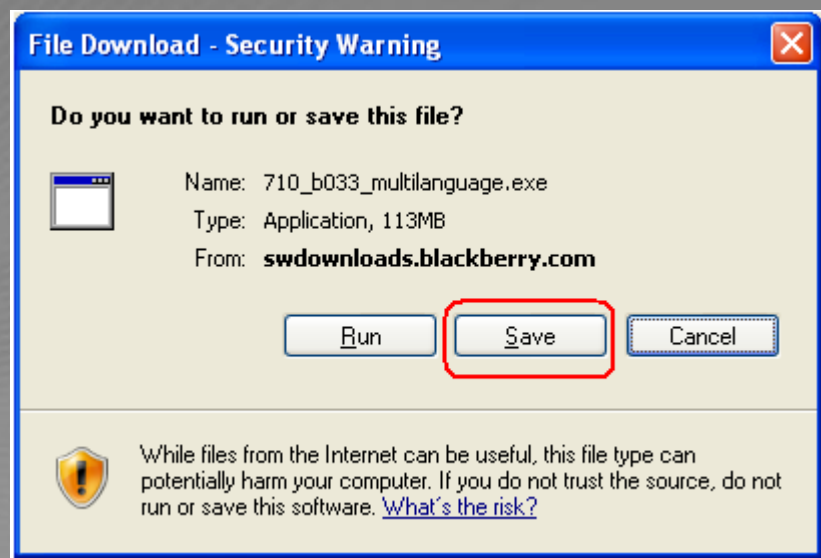 File Download - Security Warning
Do you want to run or save this file?
Name: 710_b033_multilanguage.exe
Type: Application, 113MB
From: swdownloads.blackberry.com
Run Save Cancel
While files from the Internet can be useful, this file type can
potentially harm your computer. If you do not trust the source, do not
run or save this software. What's the risk?